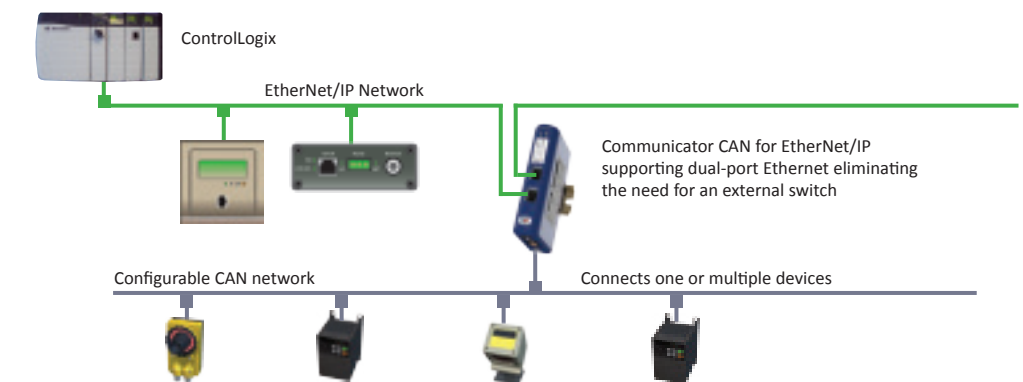 ControlLogix
EtherNet/IP Network
Communicator CAN for EtherNet/IP
supporting dual-port Ethernet eliminating
the need for an external switch
Configurable CAN network
Connects one or multiple devices